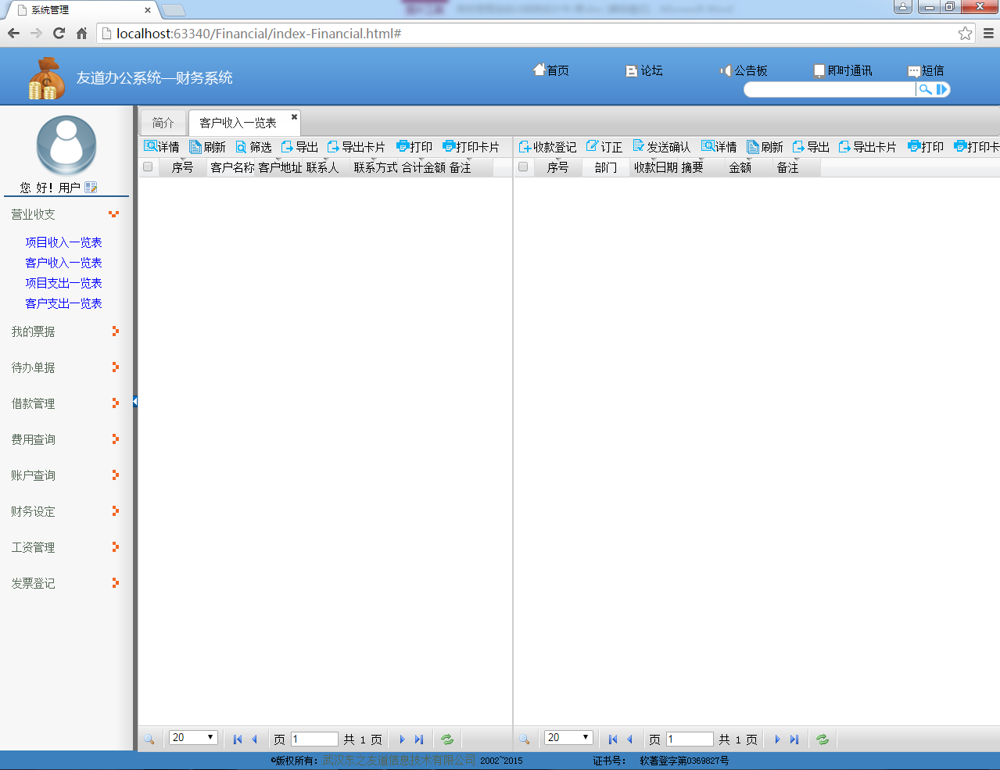 系统管理
localhost:63340/Financial/index-Financial.html#
友道办公系统—财务系统
首页 论坛 公告板 即时通讯 短信
您 好! 用户
营业收支
项目收入一览表
客户收入一览表
项目支出一览表
客户支出一览表
我的票据
待办单据
借款管理
费用查询
账户查询
财务设定
工资管理
发票登记
简介 客户收入一览表
详情 刷新 筛选 导出 导出卡片 打印 打印卡片
序号 客户名称 客户地址 联系人 联系方式 合计金额 备注
20 页 1 共 1 页
收款登记 订正 发送确认 详情 刷新 导出 导出卡片 打印 打印卡
序号 部门 收款日期 摘要 金额 备注
20 页 1 共 1 页
©版权所有: 武汉东之友道信息技术有限公司 2002~2015 证书号: 软著登字第0369827号